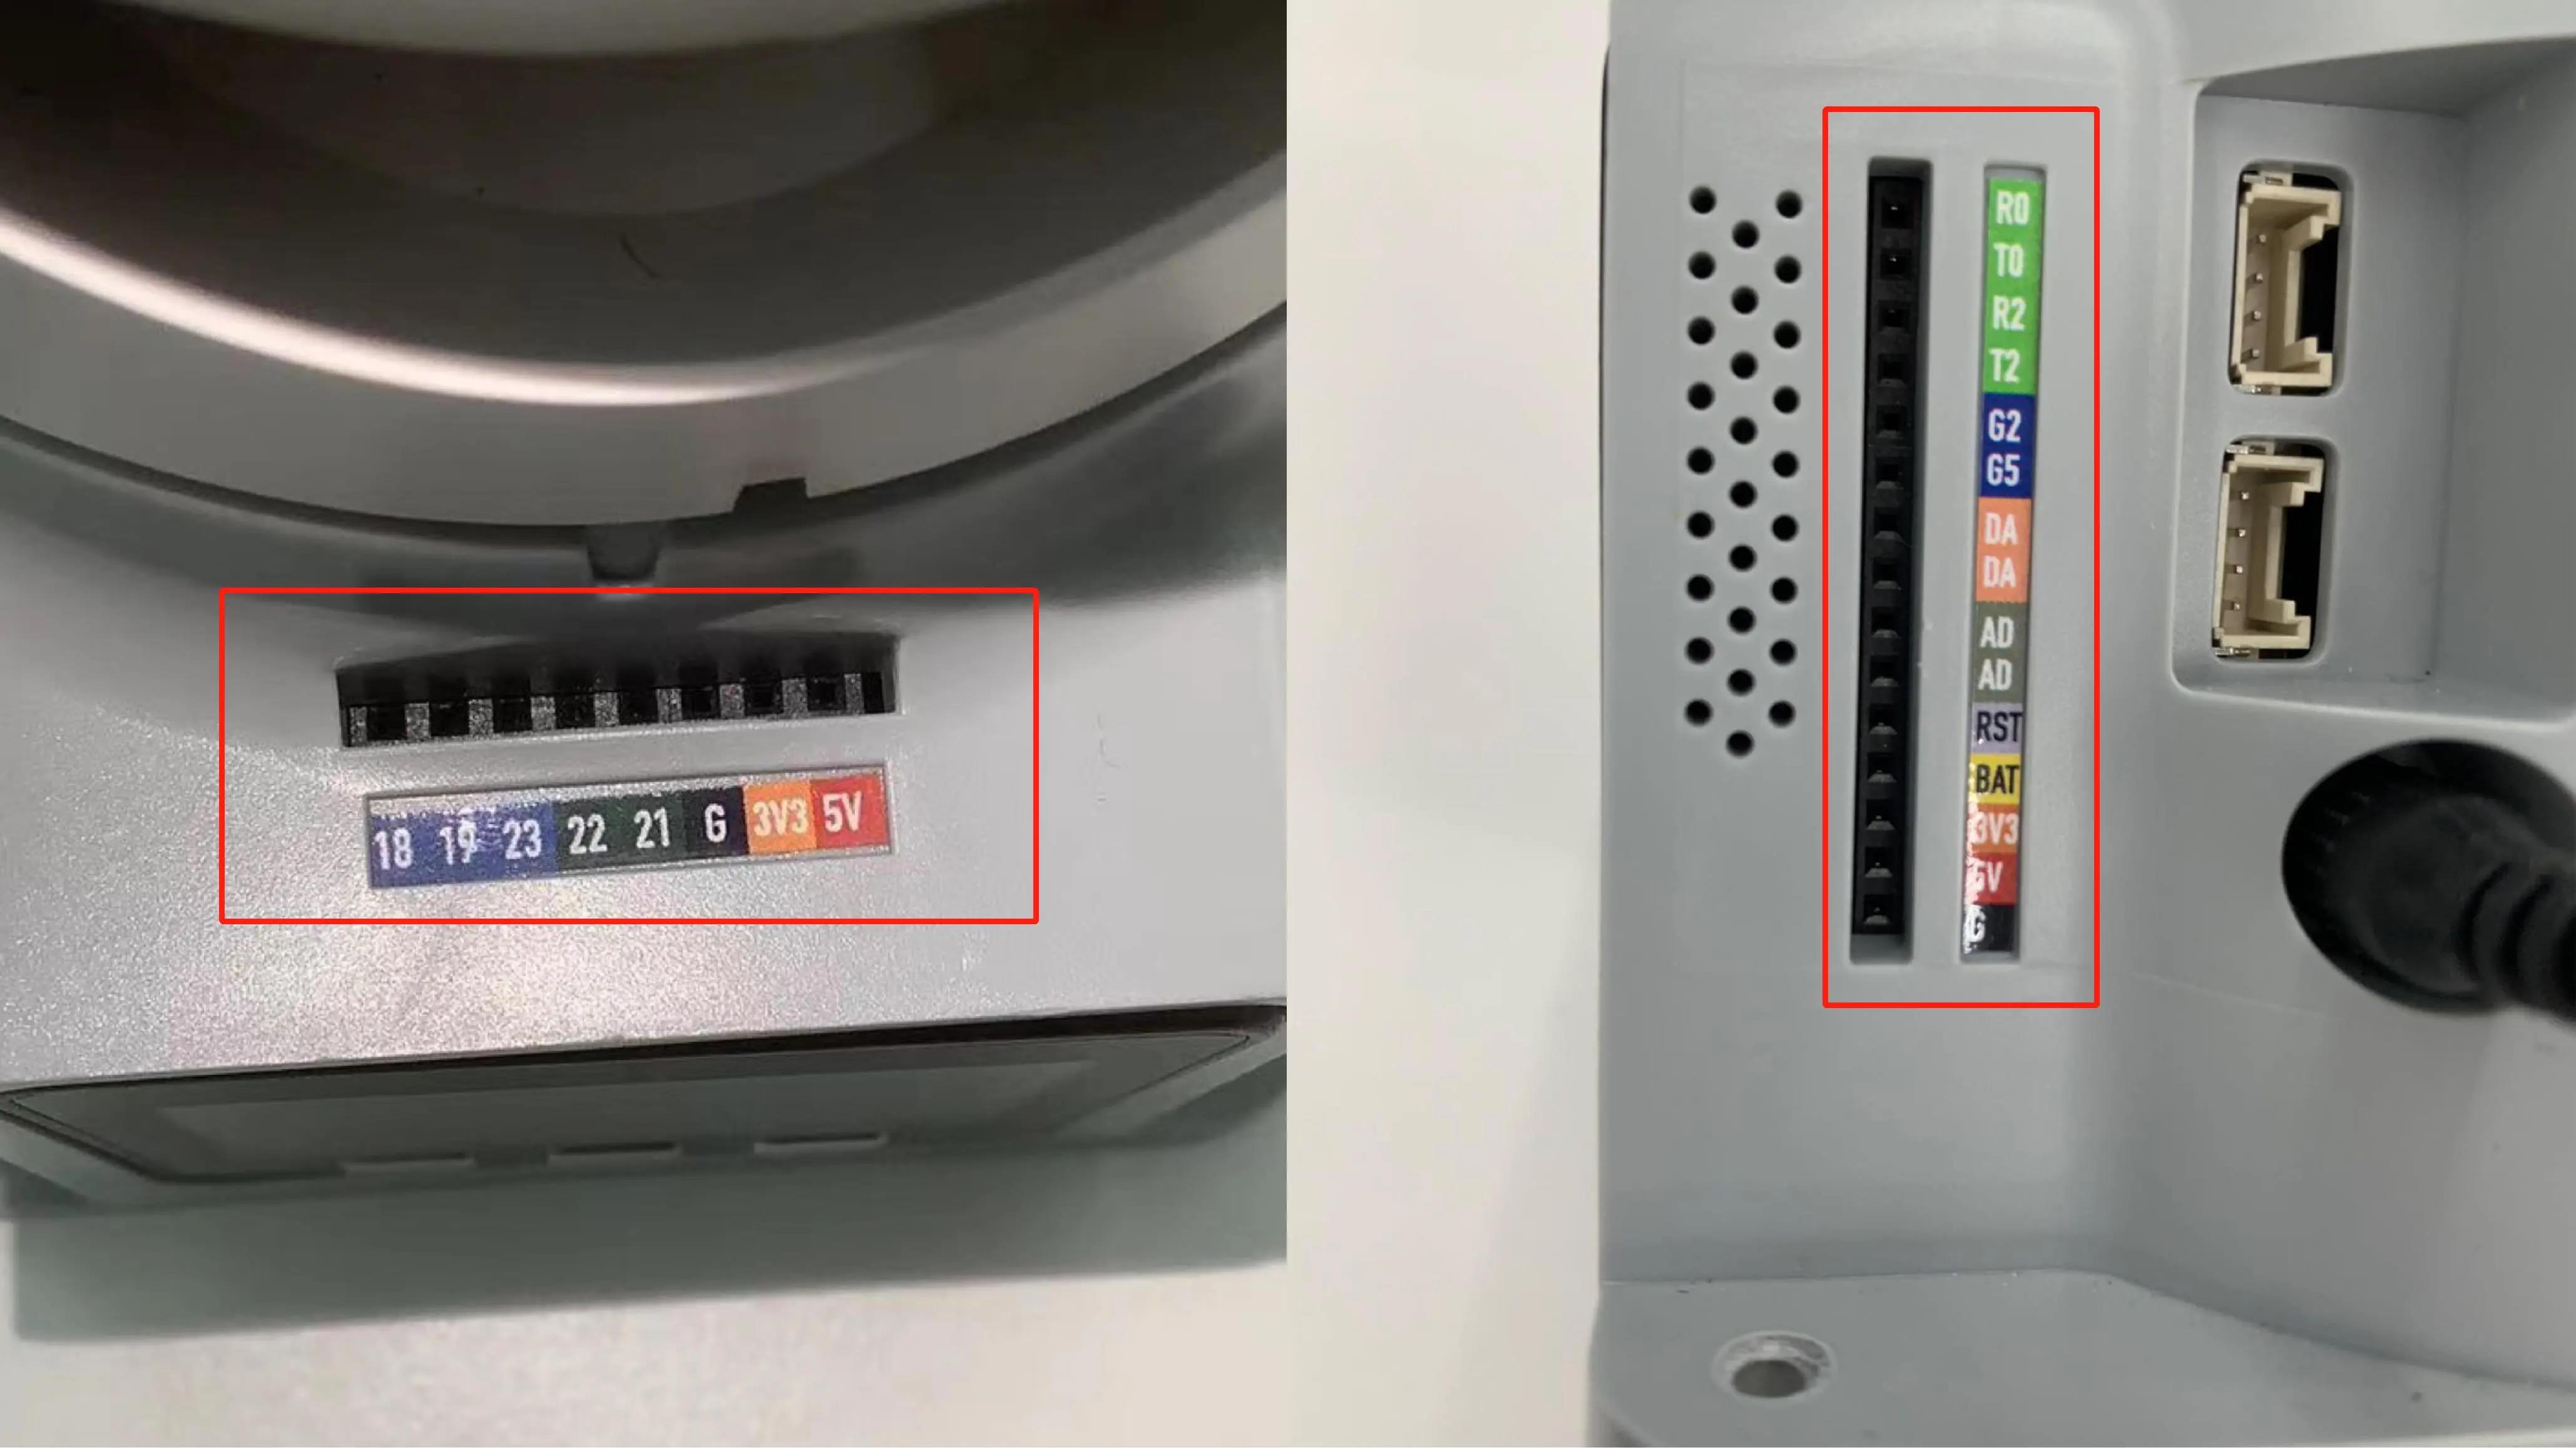 18 19 23 22 21 G 3V3 5V
R0
T0
R2
T2
G2
G5
DA
DA
AD
AD
RST
BAT
3V3
5V
G